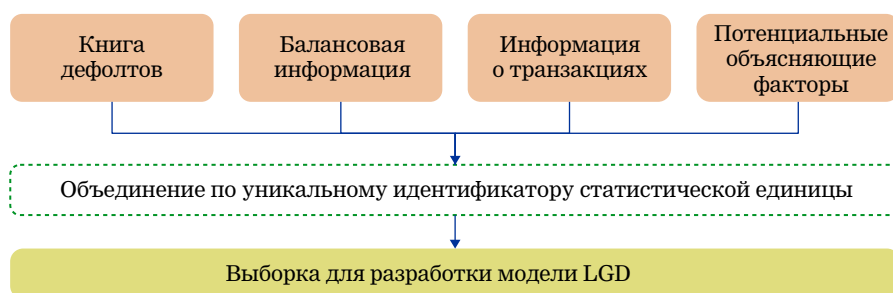 Книга
дефолтов
Балансовая
информация
Информация
о транзакциях
Потенциальные
объясняющие
факторы
Объединение по уникальному идентификатору статистической единицы
Выборка для разработки модели LGD